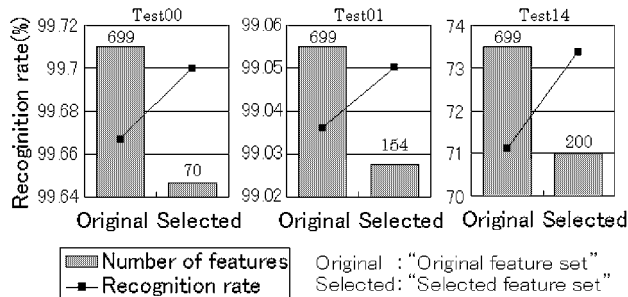 Test00 Test01 Test14
Recoginition rate(%)
99.72
99.7
99.68
99.66
99.64
699
70
Original Selected
99.06
99.05
99.04
99.03
99.02
699
154
Original Selected
74
73
72
71
70
699
200
Original Selected
Number of features
Recognition rate
Original : "Original feature set"
Selected: "Selected feature set"